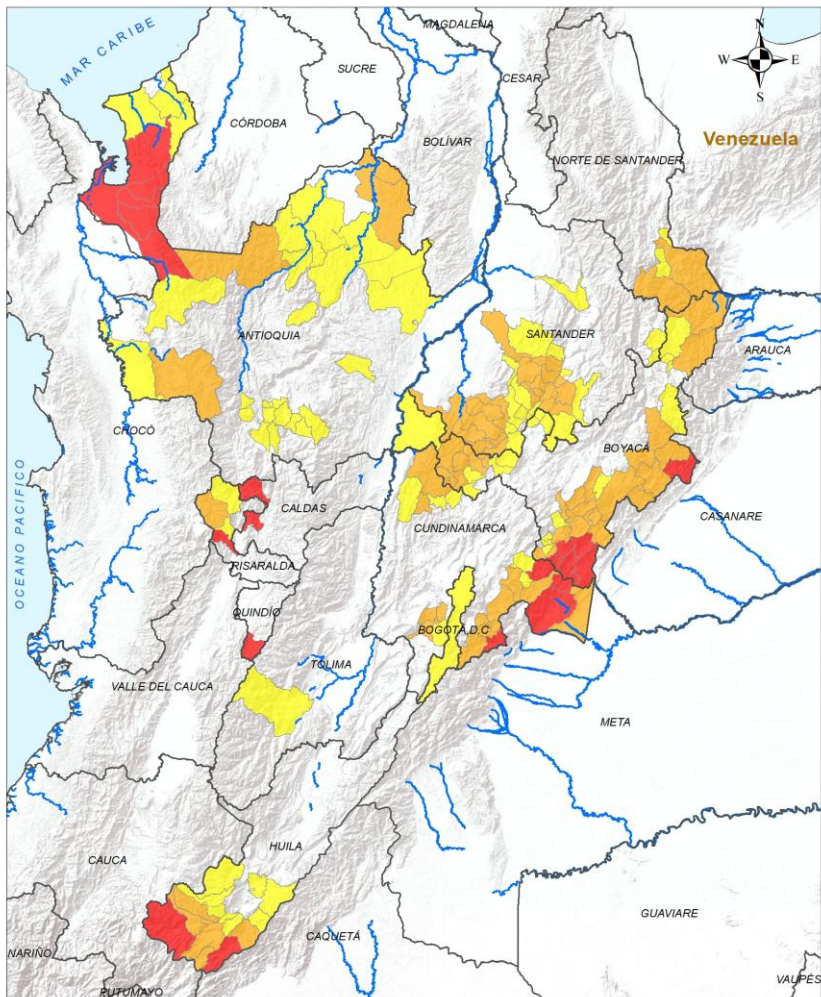 MAGDALENA
N
MAR CARIBE
SUCRE
CESAR
W
E
S
CÓRDOBA
BOLÍVAR
Venezuela
NORTE DE SANTANDER
ANTIOQUIA
SANTANDER
ARAUCA
CHOCÓ
BOYACÁ
CALDAS
CASANARE
CUNDINAMARCA
OCEANO PACIFICO
RISARALDA
QUINDÍO
BOGOTÁ D.C
TOLIMA
VALLE DEL CAUCA
META
HUILA
CAUCA
GUAVIARE
CAQUETÁ
NARIÑO
PUTUMAYO
VAUPÉS